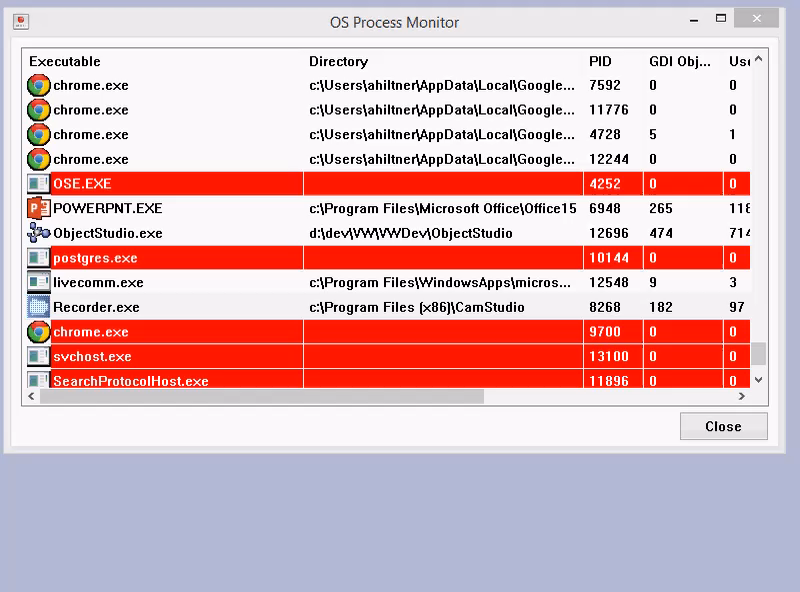 OS Process Monitor
Executable Directory PID GDI Obj... Use
chrome.exe c:\Users\ahiltner\AppData\Local\Google... 7592 0 0
chrome.exe c:\Users\ahiltner\AppData\Local\Google... 11776 0 0
chrome.exe c:\Users\ahiltner\AppData\Local\Google... 4728 5 1
chrome.exe c:\Users\ahiltner\AppData\Local\Google... 12244 0 0
OSE.EXE 4252 0 0
POWERPNT.EXE c:\Program Files\Microsoft Office\Office15 6948 265 118
ObjectStudio.exe d:\dev\VW\VWDev\ObjectStudio 12696 474 714
postgres.exe 10144 0 0
livecomm.exe c:\Program Files\WindowsApps\micros... 12548 9 3
Recorder.exe c:\Program Files (x86)\CamStudio 8268 182 97
chrome.exe 9700 0 0
svchost.exe 13100 0 0
SearchProtocolHost.exe 11896 0 0
Close